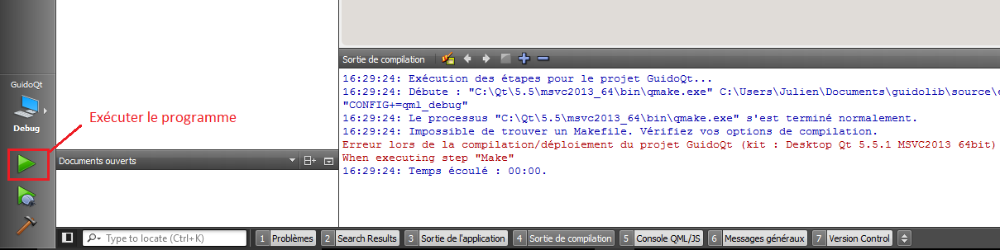 GuidoQt
Debug
Exécuter le programme
Documents ouverts
Sortie de compilation
16:29:24: Exécution des étapes pour le projet GuidoQt...
16:29:24: Débute : "C:\Qt\5.5\msvc2013_64\bin\qmake.exe" C:\Users\Julien\Documents\guidolib\source\e
"CONFIG+=qml_debug"
16:29:24: Le processus "C:\Qt\5.5\msvc2013_64\bin\qmake.exe" s'est terminé normalement.
16:29:24: Impossible de trouver un Makefile. Vérifiez vos options de compilation.
Erreur lors de la compilation/déploiement du projet GuidoQt (kit : Desktop Qt 5.5.1 MSVC2013 64bit)
When executing step "Make"
16:29:24: Temps écoulé : 00:00.
Type to locate (Ctrl+K)
1 Problèmes
2 Search Results
3 Sortie de l'application
4 Sortie de compilation
5 Console QML/JS
6 Messages généraux
7 Version Control